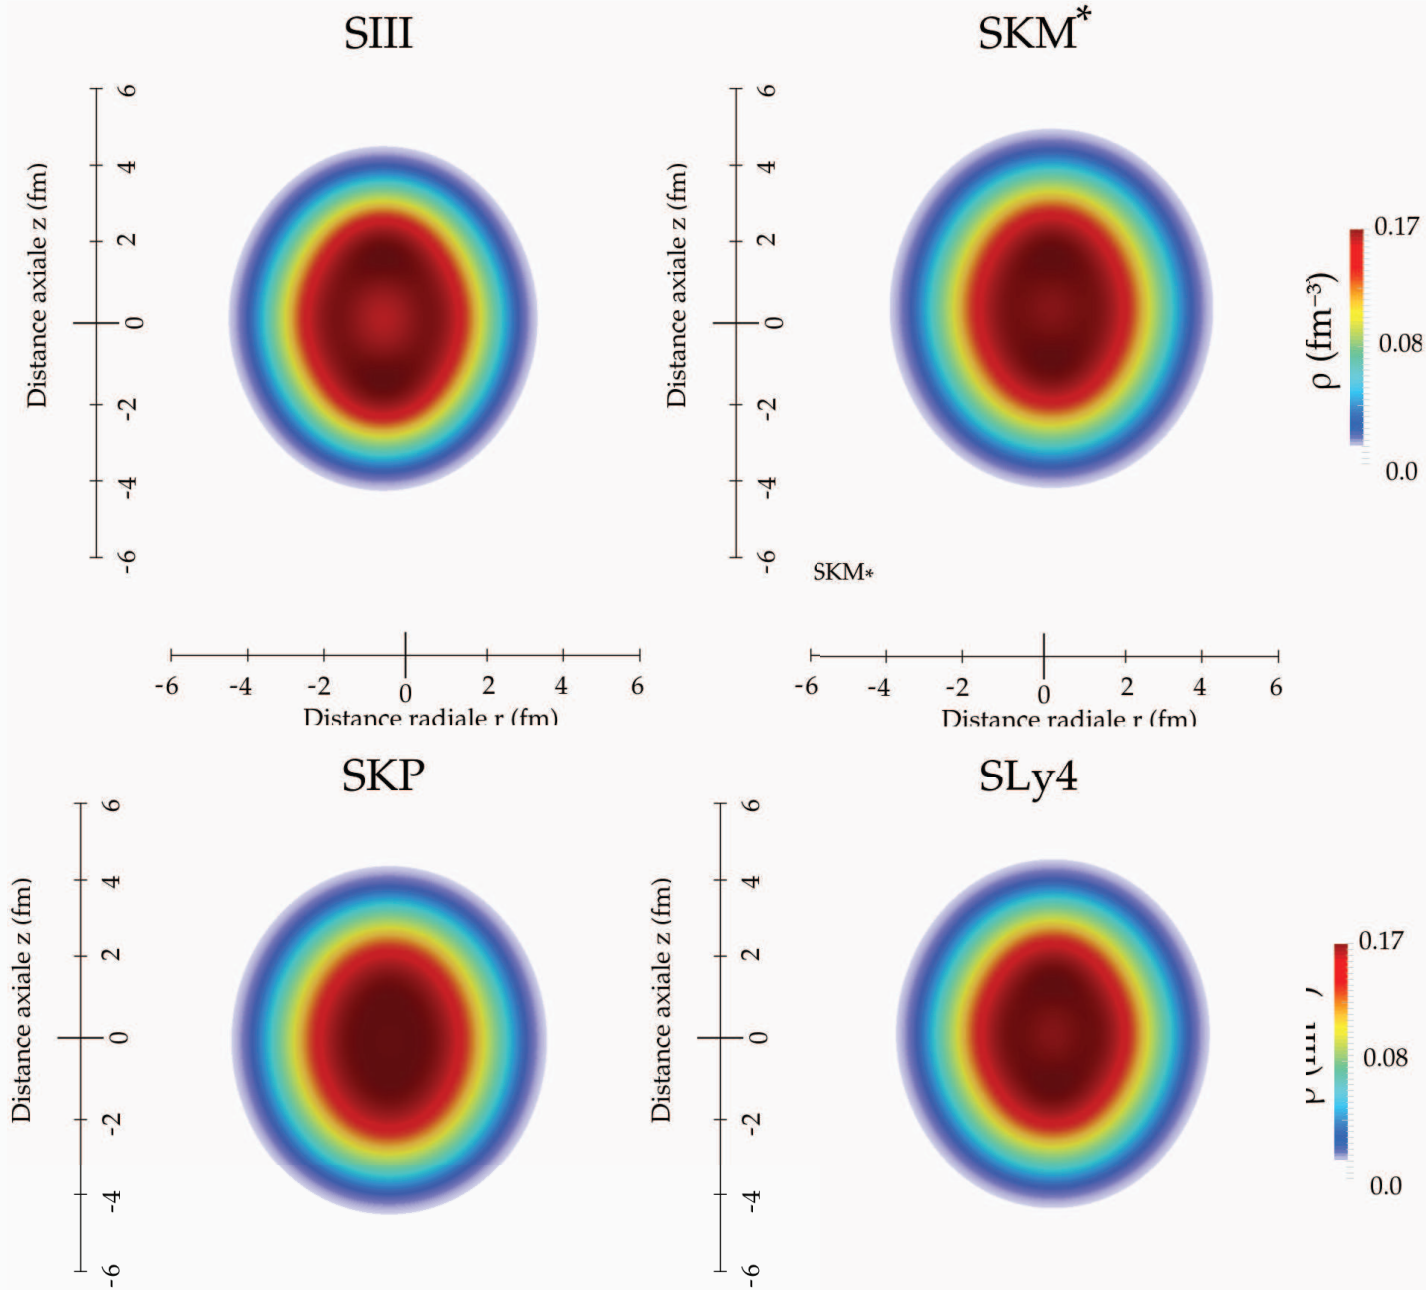 SIII
SKM*
6
4
2
0
-2
-4
-6
Distance axiale z (fm)
6
4
2
0
-2
-4
-6
Distance axiale z (fm)
0.17
0.08
0.0
ρ (fm⁻³)
SKM*
-6 -4 -2 0 2 4 6
Distance radiale r (fm)
-6 -4 -2 0 2 4 6
Distance radiale r (fm)
SKP
SLy4
6
4
2
0
-2
-4
-6
Distance axiale z (fm)
6
4
2
0
-2
-4
-6
Distance axiale z (fm)
0.17
0.08
0.0